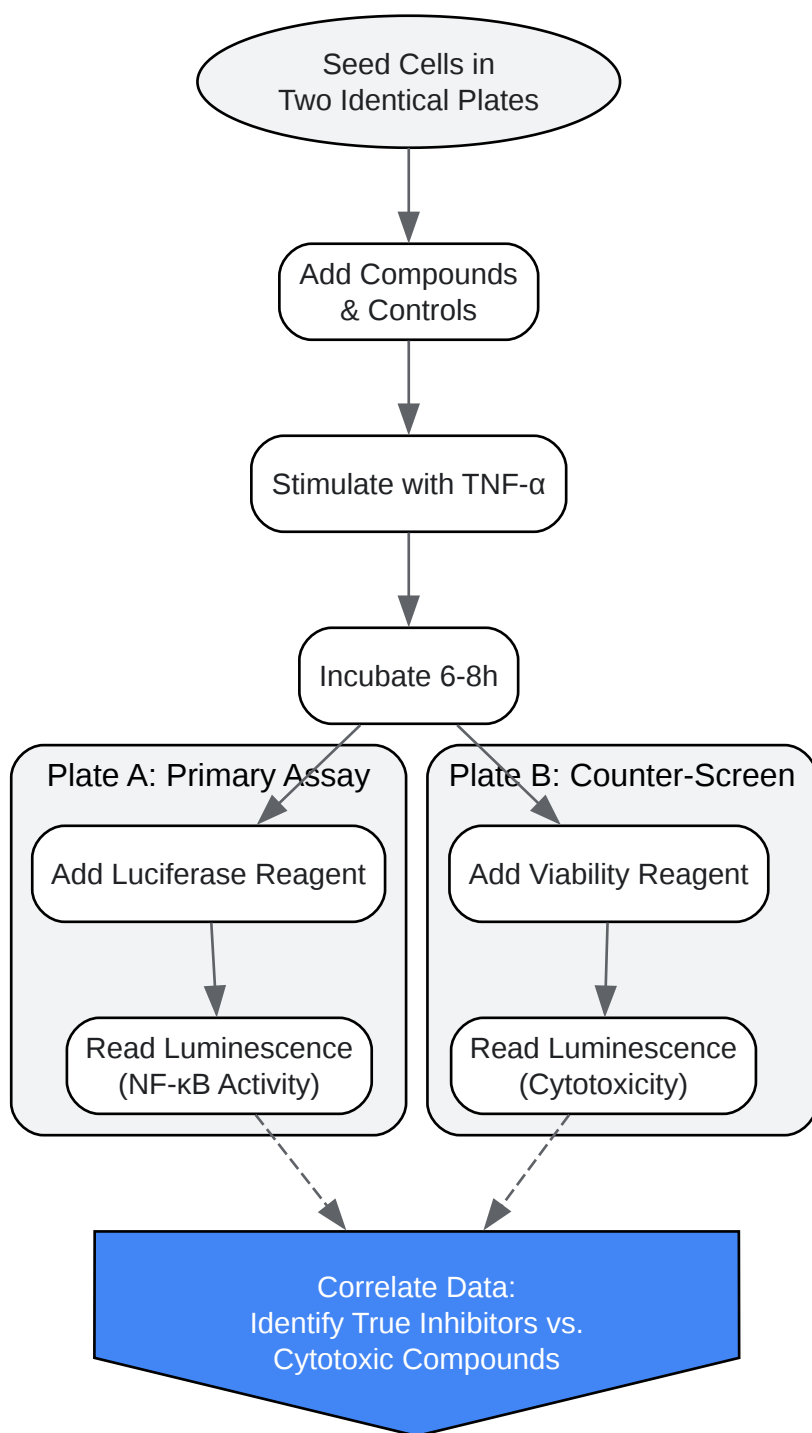 Seed Cells in
Two Identical Plates
Add Compounds
& Controls
Stimulate with TNF-α
Incubate 6-8h
Plate A: Primary Assay
Add Luciferase Reagent
Read Luminescence
(NF-κB Activity)
Plate B: Counter-Screen
Add Viability Reagent
Read Luminescence
(Cytotoxicity)
Correlate Data:
Identify True Inhibitors vs.
Cytotoxic Compounds